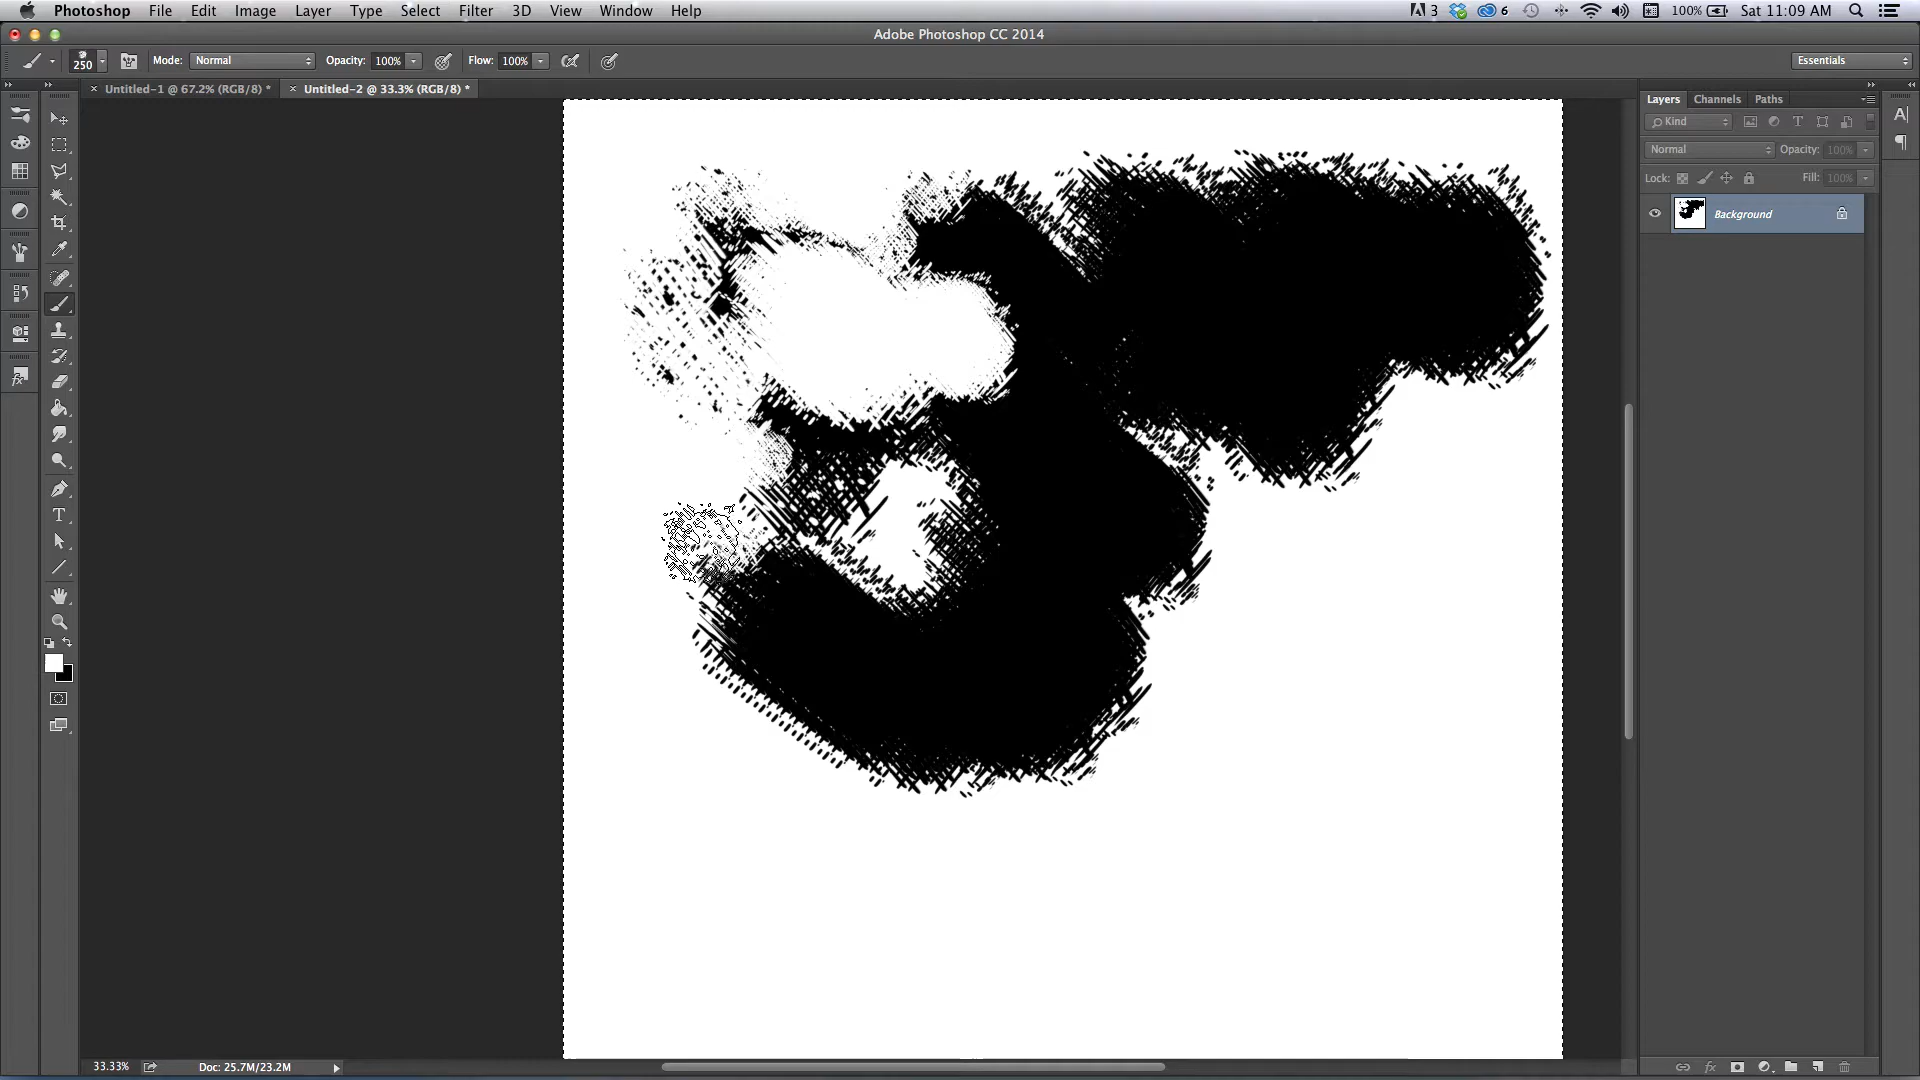 Photoshop File Edit Image Layer Type Select Filter 3D View Window Help 3 6 100% Sat 11:09 AM
Adobe Photoshop CC 2014
250 Mode: Normal Opacity: 100% Flow: 100% Essentials
Untitled-1 @ 67.2% (RGB/8) * Untitled-2 @ 33.3% (RGB/8) *
Layers Channels Paths
Kind
Normal Opacity: 100%
Lock: Fill: 100%
Background
33.33% Doc: 25.7M/23.2M